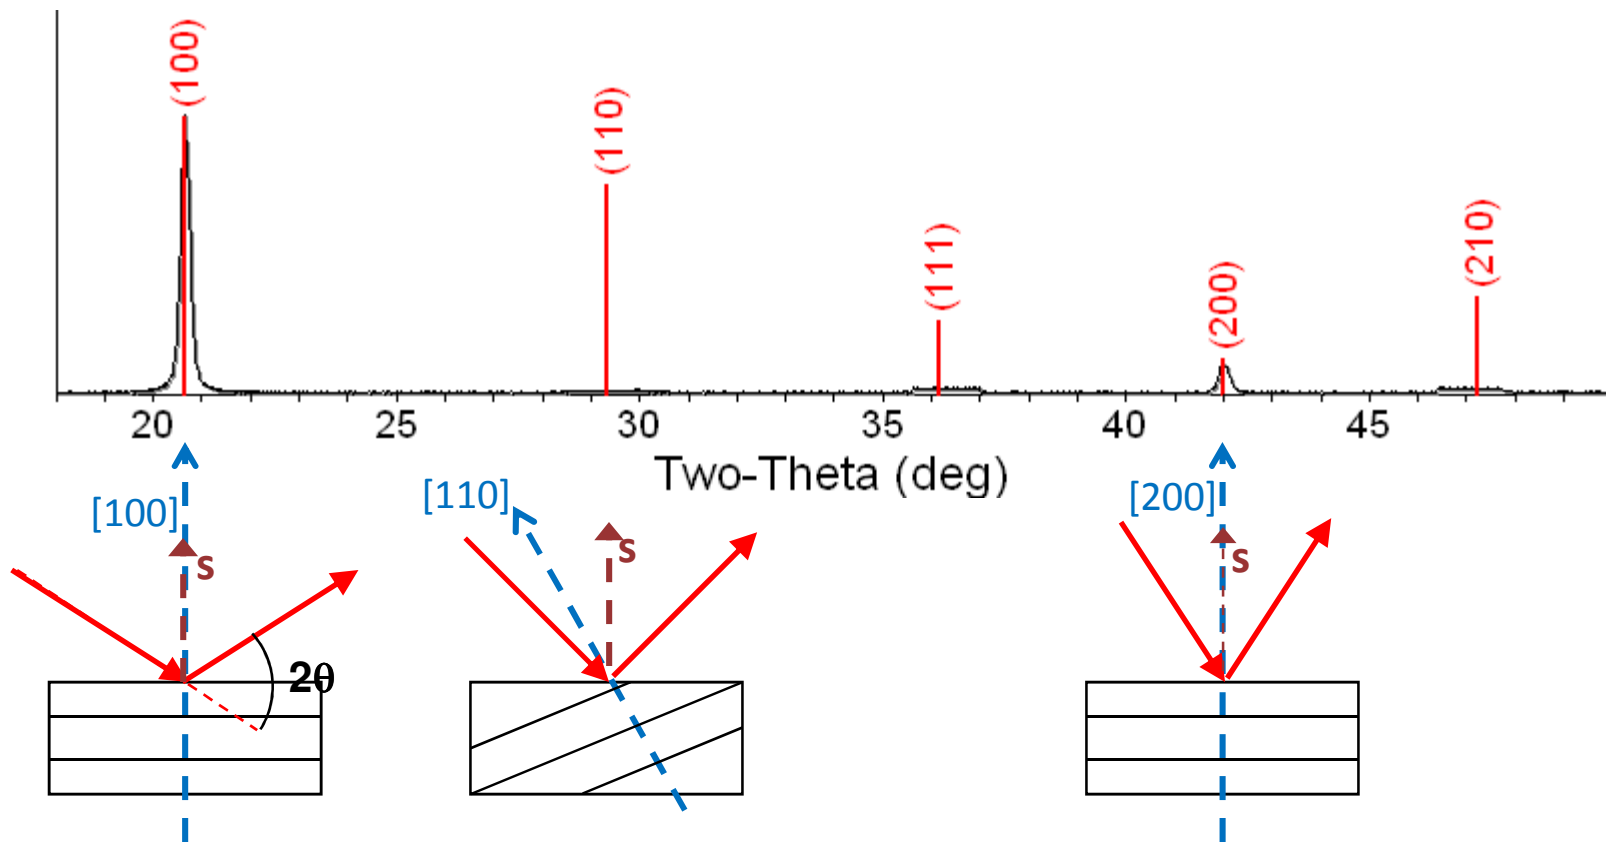 (100)
(110)
(111)
(200)
(210)
20 25 30 35 40 45
Two-Theta (deg)
[100]
[110]
[200]
s
s
s
2θ